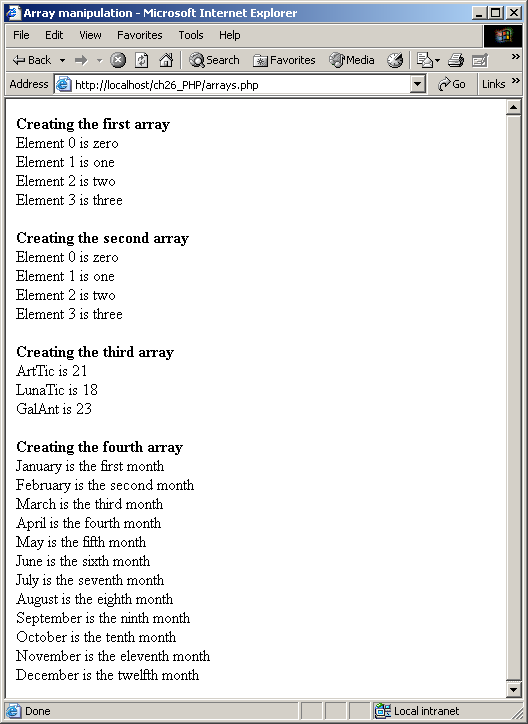 Array manipulation - Microsoft Internet Explorer
File Edit View Favorites Tools Help
Back Search Favorites Media »
Address http://localhost/ch26_PHP/arrays.php Go Links »
Creating the first array
Element 0 is zero
Element 1 is one
Element 2 is two
Element 3 is three
Creating the second array
Element 0 is zero
Element 1 is one
Element 2 is two
Element 3 is three
Creating the third array
ArtTic is 21
LunaTic is 18
GalAnt is 23
Creating the fourth array
January is the first month
February is the second month
March is the third month
April is the fourth month
May is the fifth month
June is the sixth month
July is the seventh month
August is the eighth month
September is the ninth month
October is the tenth month
November is the eleventh month
December is the twelfth month
Done Local intranet